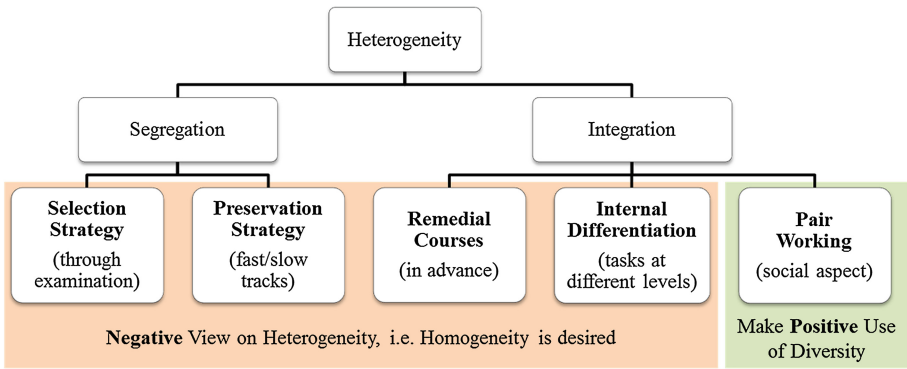 Heterogeneity
Segregation
Integration
Selection
Strategy
(through
examination)
Preservation
Strategy
(fast/slow
tracks)
Remedial
Courses
(in advance)
Internal
Differentiation
(tasks at
different levels)
Pair
Working
(social aspect)
Negative View on Heterogeneity, i.e. Homogeneity is desired
Make Positive Use
of Diversity